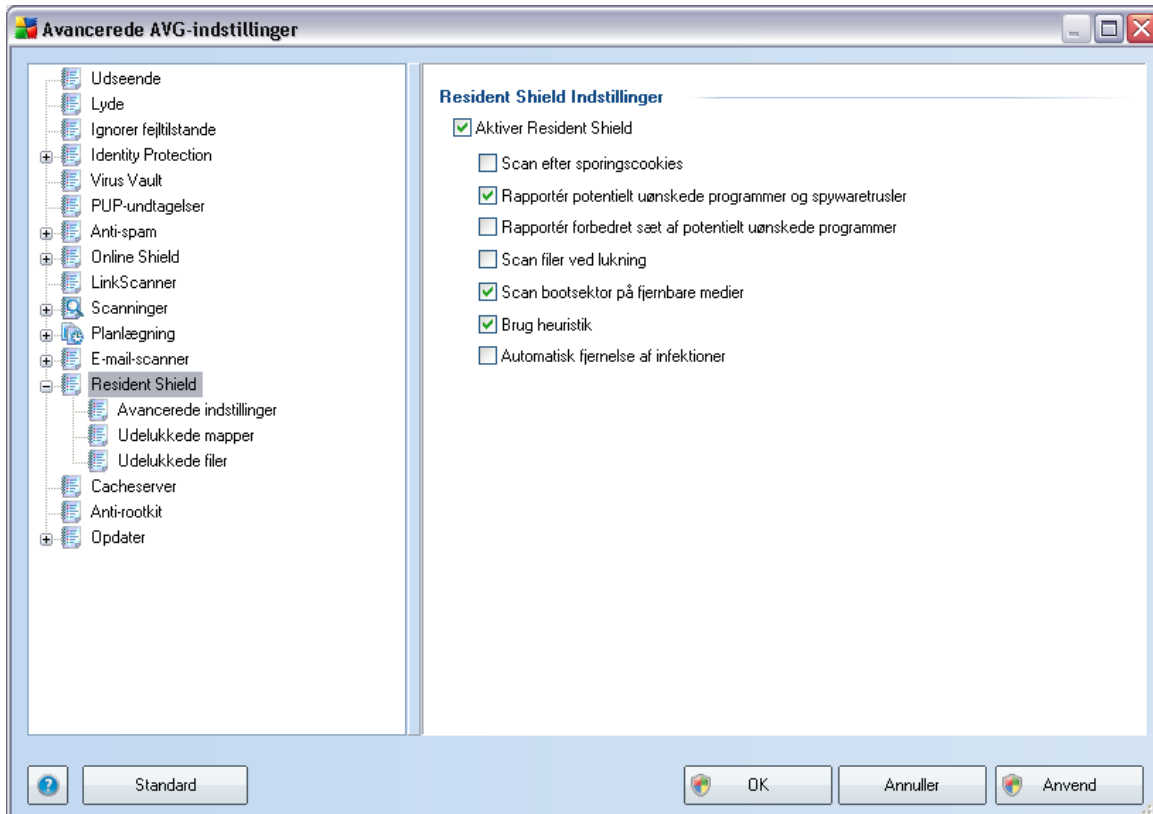 Avancerede AVG-indstillinger
Udseende
Lyde
Ignorer fejltilstande
Identity Protection
Virus Vault
PUP-undtagelser
Anti-spam
Online Shield
LinkScanner
Scanninger
Planlægning
E-mail-scanner
Resident Shield
Avancerede indstillinger
Udelukkede mapper
Udelukkede filer
Cacheserver
Anti-rootkit
Opdater
Resident Shield Indstillinger
Aktiver Resident Shield
Scan efter sporingscookies
Rapportér potentielt uønskede programmer og spywaretrusler
Rapportér forbedret sæt af potentielt uønskede programmer
Scan filer ved lukning
Scan bootsektor på fjernbare medier
Brug heuristik
Automatisk fjernelse af infektioner
?
Standard
OK
Annuller
Anvend